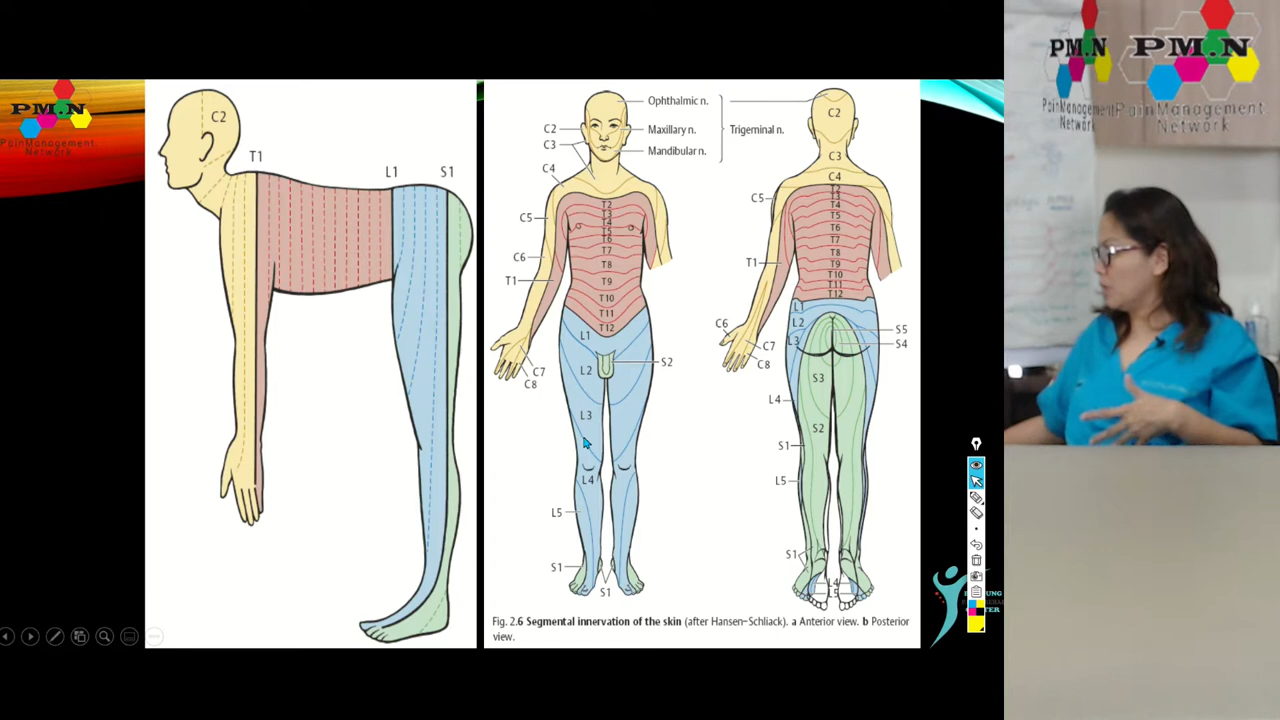 PM.N
PainManagement
Network
C2
T1
L1
S1
Ophthalmic n.
C2
Maxillary n.
C3
Mandibular n.
Trigeminal n.
C4
C5
C6
T1
C7
C8
T2
T3
T4
T5
T6
T7
T8
T9
T10
T11
T12
L1
L2
S2
L3
L4
L5
S1
S1
C2
C3
C4
T2
T3
T4
T5
T6
T7
T8
T9
T10
T11
T12
C5
T1
C6
C7
C8
L1
L2
L3
S5
S4
S3
L4
S2
S1
L5
S1
L4
L5
Fig. 2.6 Segmental innervation of the skin (after Hansen-Schliack). a Anterior view. b Posterior
view.
PM.N
PainManagement
Network
PM.N
PainManagement
Network